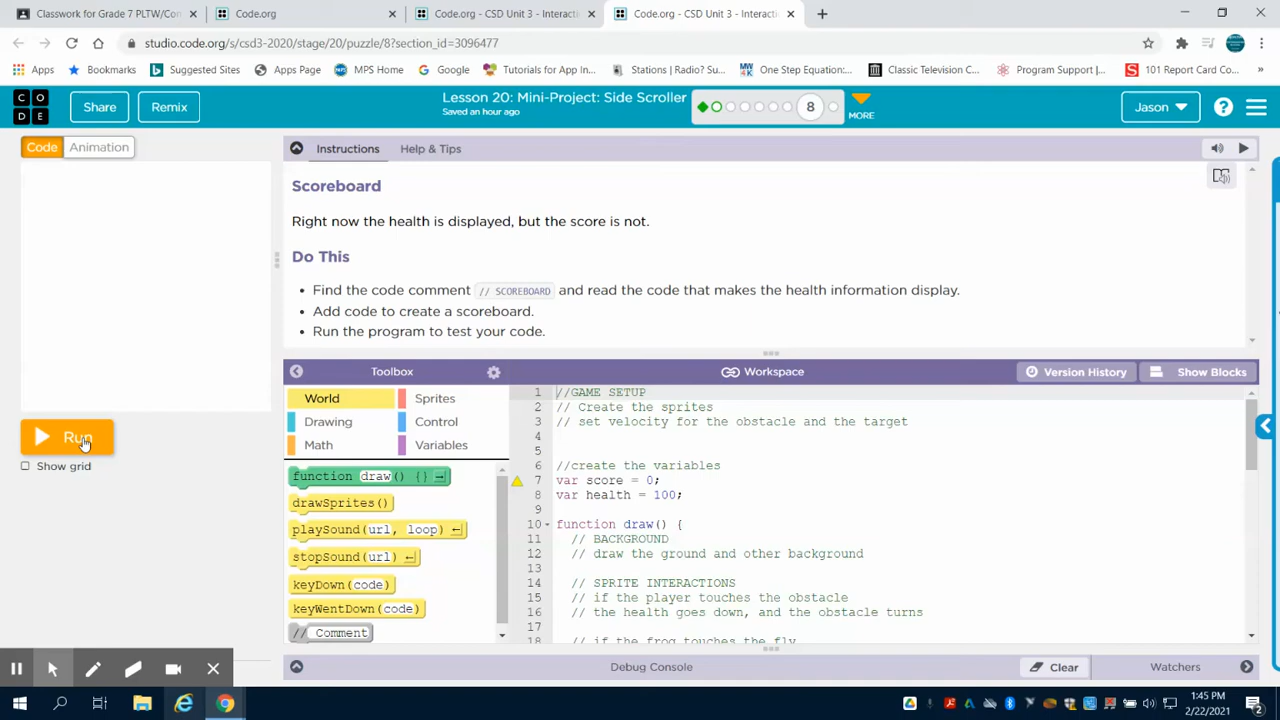 Classwork for Grade 7 PLTW/Con
Code.org
Code.org - CSD Unit 3 - Interacti
Code.org - CSD Unit 3 - Interacti
studio.code.org/s/csd3-2020/stage/20/puzzle/8?section_id=3096477
Apps
Bookmarks
Suggested Sites
Apps Page
MPS Home
Google
Tutorials for App In...
Stations | Radio? Su...
One Step Equation:...
Classic Television C...
Program Support |...
101 Report Card Co...
C O
D E
Share
Remix
Lesson 20: Mini-Project: Side Scroller
Saved an hour ago
8
MORE
Jason
?
Code
Animation
Instructions
Help & Tips
Scoreboard
Right now the health is displayed, but the score is not.
Do This
• Find the code comment // SCOREBOARD and read the code that makes the health information display.
• Add code to create a scoreboard.
• Run the program to test your code.
Run
Show grid
Toolbox
Workspace
Version History
Show Blocks
World
Sprites
Drawing
Control
Math
Variables
function draw() {}
drawSprites()
playSound(url, loop)
stopSound(url)
keyDown(code)
keyWentDown(code)
// Comment
1 //GAME SETUP
2 // Create the sprites
3 // set velocity for the obstacle and the target
4
5
6 //create the variables
7 var score = 0;
8 var health = 100;
9
10 function draw() {
11 // BACKGROUND
12 // draw the ground and other background
13
14 // SPRITE INTERACTIONS
15 // if the player touches the obstacle
16 // the health goes down, and the obstacle turns
17
18 // if the frog touches the fly
Debug Console
Clear
Watchers
1:45 PM
2/22/2021
2